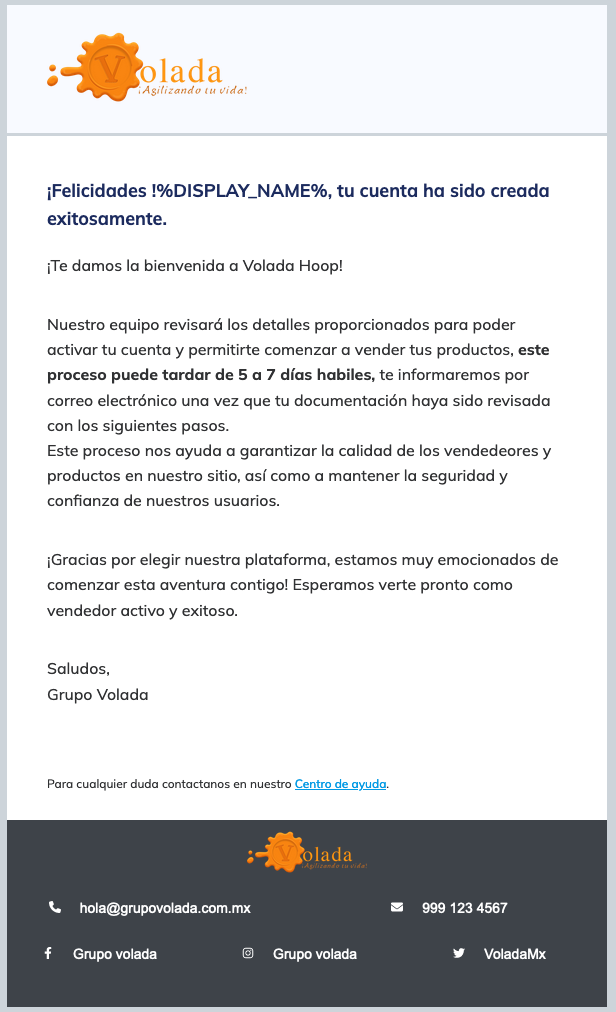 Volada
¡Agilizando tu vida!
¡Felicidades !%DISPLAY_NAME%, tu cuenta ha sido creada
exitosamente.
¡Te damos la bienvenida a Volada Hoop!
Nuestro equipo revisará los detalles proporcionados para poder
activar tu cuenta y permitirte comenzar a vender tus productos, este
proceso puede tardar de 5 a 7 días habiles, te informaremos por
correo electrónico una vez que tu documentación haya sido revisada
con los siguientes pasos.
Este proceso nos ayuda a garantizar la calidad de los vendedeores y
productos en nuestro sitio, así como a mantener la seguridad y
confianza de nuestros usuarios.
¡Gracias por elegir nuestra plataforma, estamos muy emocionados de
comenzar esta aventura contigo! Esperamos verte pronto como
vendedor activo y exitoso.
Saludos,
Grupo Volada
Para cualquier duda contactanos en nuestro Centro de ayuda.
Volada
¡Agilizando tu vida!
hola@grupovolada.com.mx 999 123 4567
Grupo volada Grupo volada VoladaMx